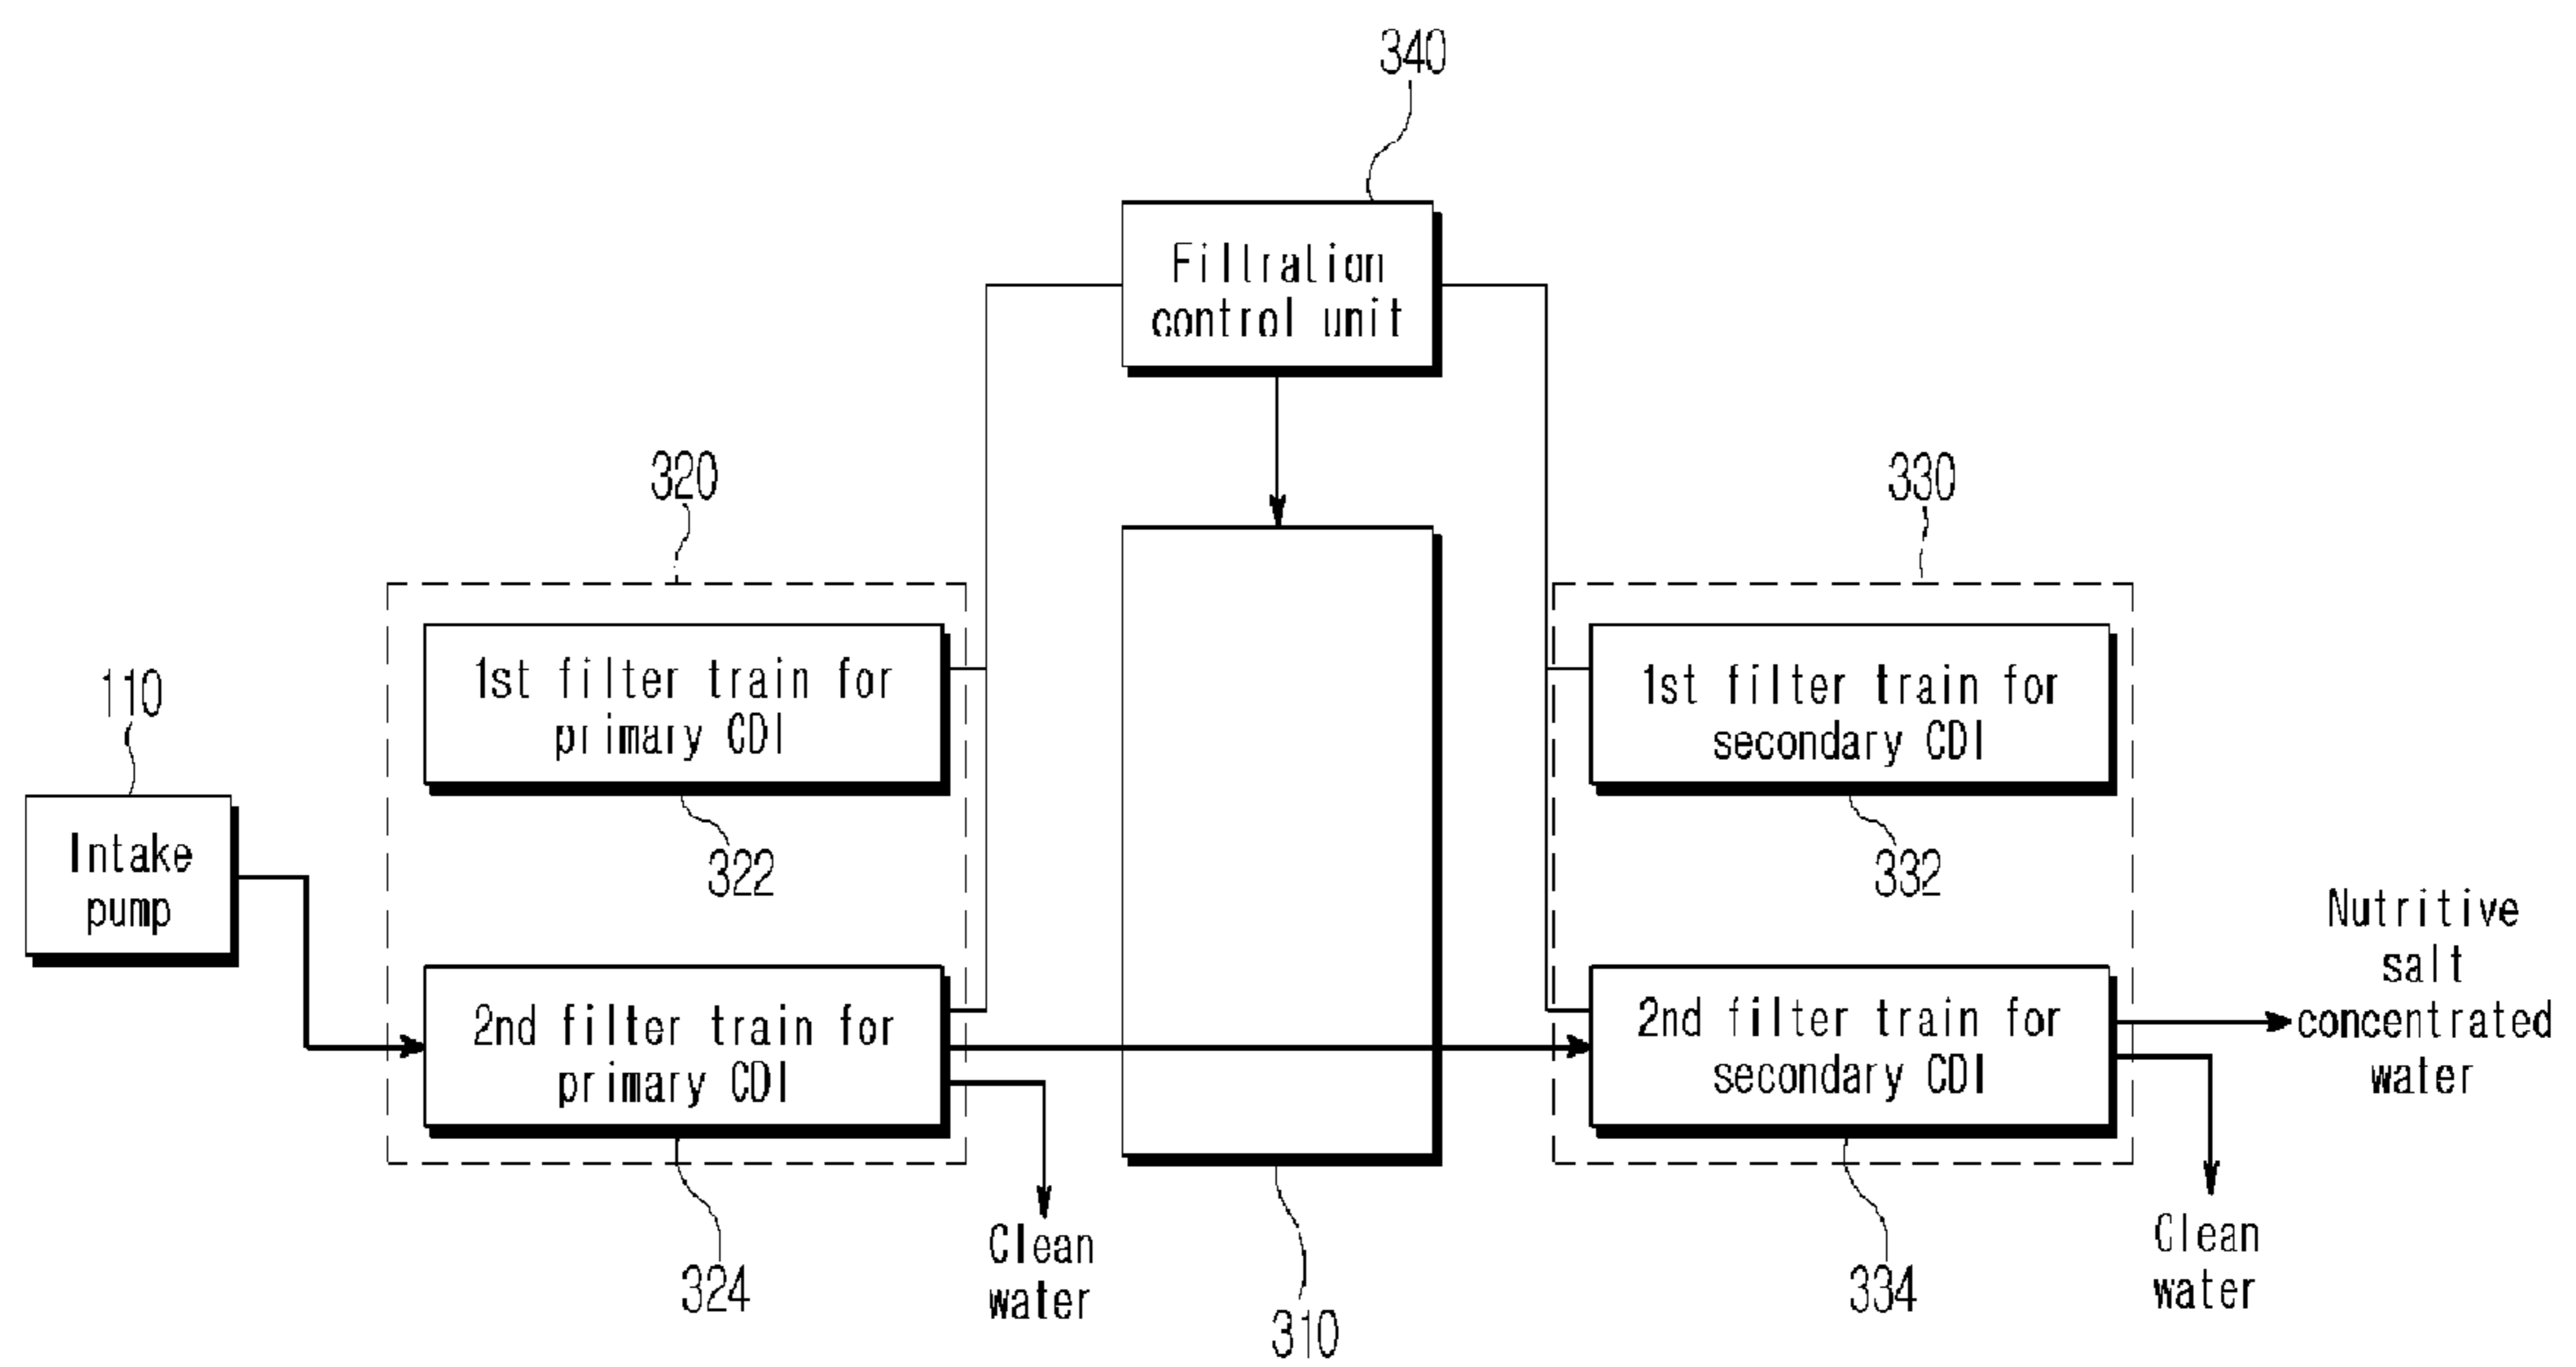 340
Filtration
control unit
320
330
1st filter train for
primary CDI
1st filter train for
secondary CDI
110
322
332
Intake
pump
Nutritive
salt
concentrated
water
2nd filter train for
primary CDI
2nd filter train for
secondary CDI
Clean
water
Clean
water
324
334
310